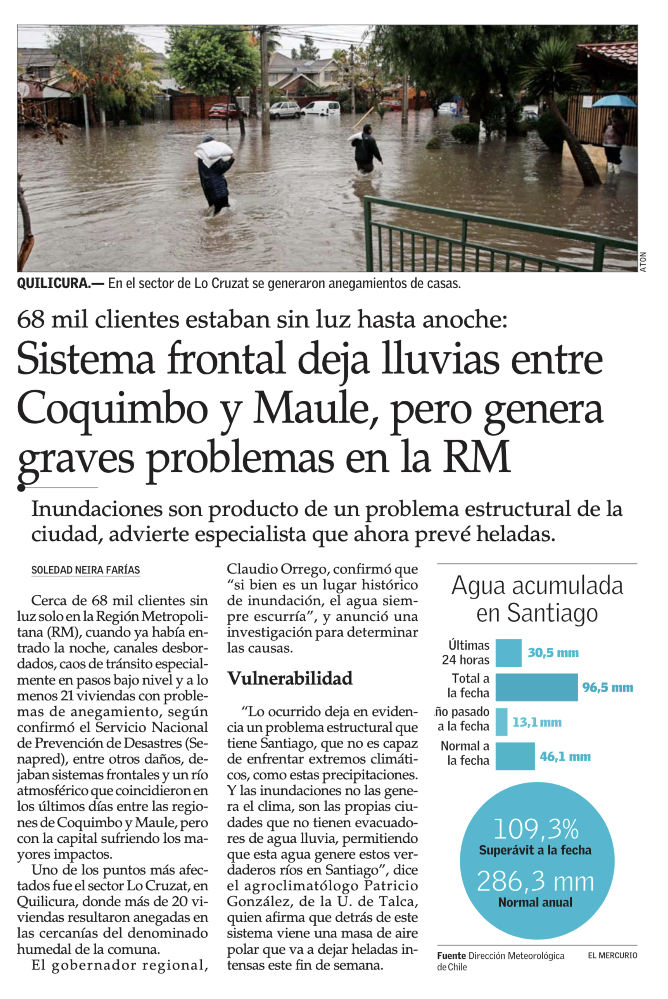 ATON
QUILICURA.— En el sector de Lo Cruzat se generaron anegamientos de casas.
68 mil clientes estaban sin luz hasta anoche:
Sistema frontal deja lluvias entre
Coquimbo y Maule, pero genera
graves problemas en la RM
Inundaciones son producto de un problema estructural de la
ciudad, advierte especialista que ahora prevé heladas.
SOLEDAD NEIRA FARÍAS
Cerca de 68 mil clientes sin
luz solo en la Región Metropoli-
tana (RM), cuando ya había en-
trado la noche, canales desbor-
dados, caos de tránsito especial-
mente en pasos bajo nivel y a lo
menos 21 viviendas con proble-
mas de anegamiento, según
confirmó el Servicio Nacional
de Prevención de Desastres (Se-
napred), entre otros daños, de-
jaban sistemas frontales y un río
atmosférico que coincidieron en
los últimos días entre las regio-
nes de Coquimbo y Maule, pero
con la capital sufriendo los ma-
yores impactos.
Uno de los puntos más afec-
tados fue el sector Lo Cruzat, en
Quilicura, donde más de 20 vi-
viendas resultaron anegadas en
las cercanías del denominado
humedal de la comuna.
El gobernador regional,
Claudio Orrego, confirmó que
“si bien es un lugar histórico
de inundación, el agua siem-
pre escurría”, y anunció una
investigación para determinar
las causas.
Vulnerabilidad
“Lo ocurrido deja en eviden-
cia un problema estructural que
tiene Santiago, que no es capaz
de enfrentar extremos climáti-
cos, como estas precipitaciones.
Y las inundaciones no las gene-
ra el clima, son las propias ciu-
dades que no tienen evacuado-
res de agua lluvia, permitiendo
que esta agua genere estos ver-
daderos ríos en Santiago”, dice
el agroclimatólogo Patricio
González, de la U. de Talca,
quien afirma que detrás de este
sistema viene una masa de aire
polar que va a dejar heladas in-
tensas este fin de semana.
Agua acumulada
en Santiago
Últimas
24 horas
30,5 mm
Total a
la fecha
96,5 mm
ño pasado
a la fecha
13,1 mm
Normal a
la fecha
46,1 mm
109,3%
Superávit a la fecha
286,3 mm
Normal anual
Fuente Dirección Meteorológica
de Chile
EL MERCURIO